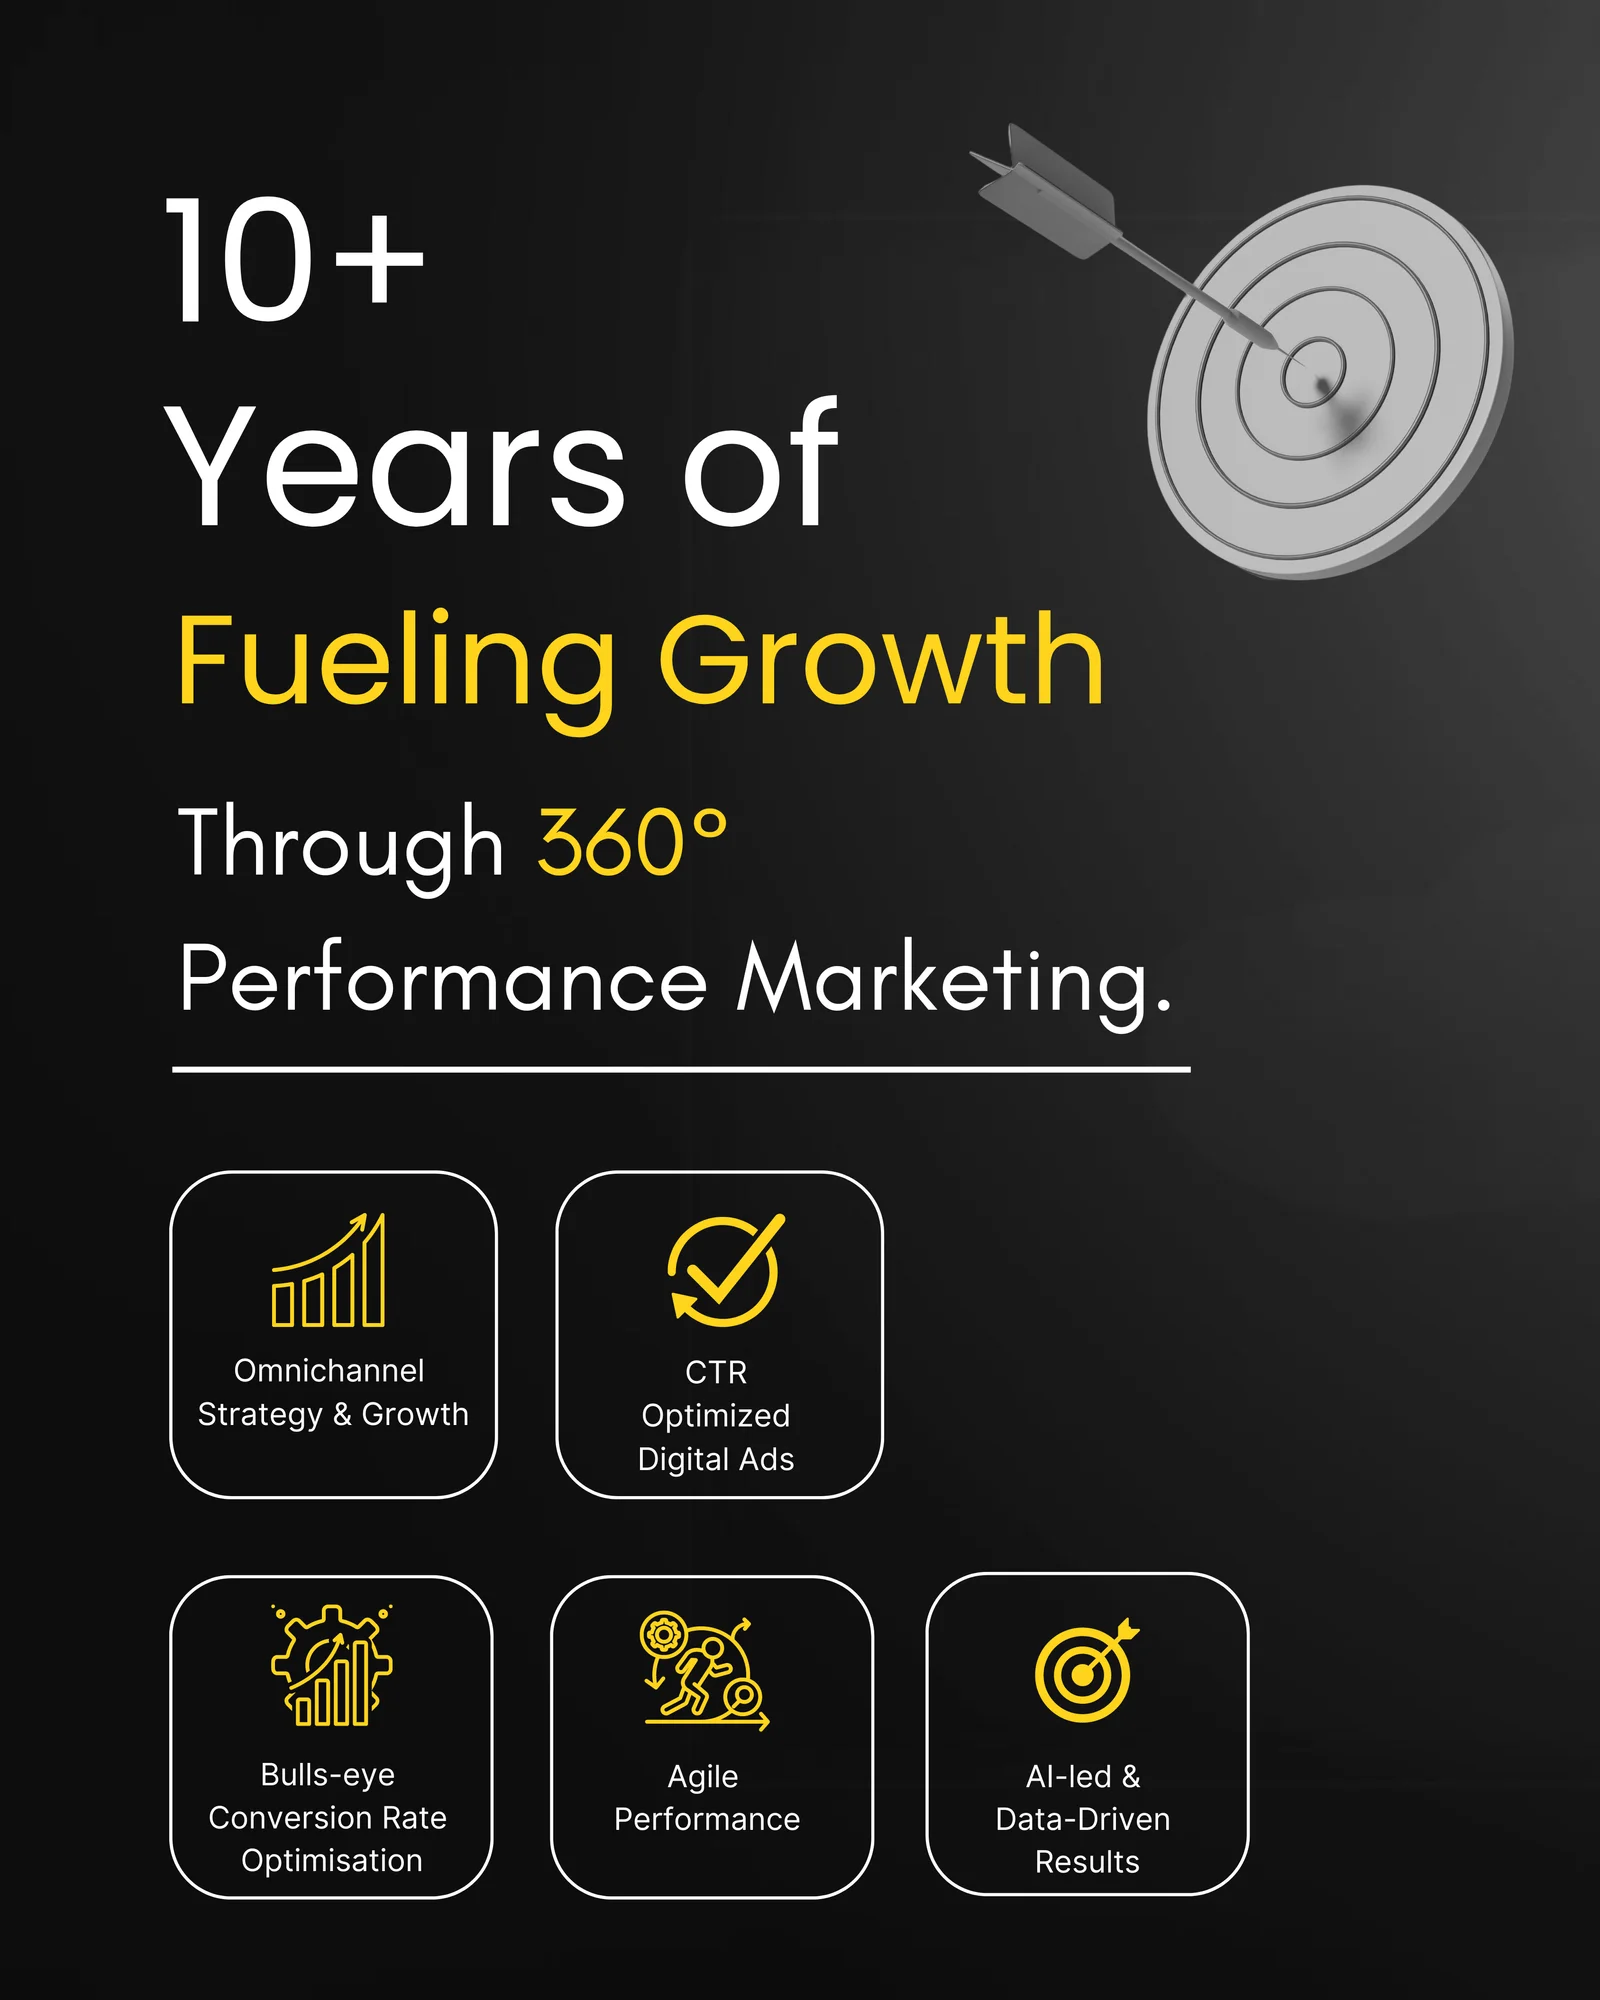 10+
Years of
Fueling Growth
Through 360°
Performance Marketing.
Omnichannel
Strategy & Growth
CTR
Optimized
Digital Ads
Bulls-eye
Conversion Rate
Optimisation
Agile
Performance
AI-led &
Data-Driven
Results